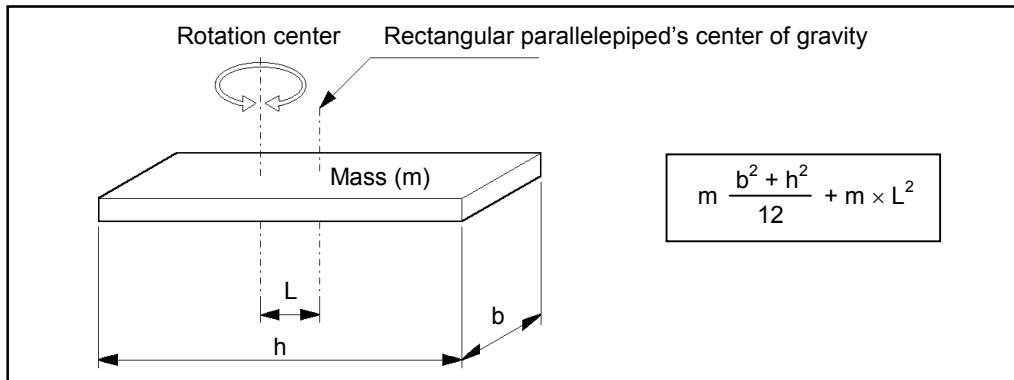 Rotation center
Rectangular parallelepiped’s center of gravity
Mass (m)
m (b² + h²)/12 + m × L²
L
b
h